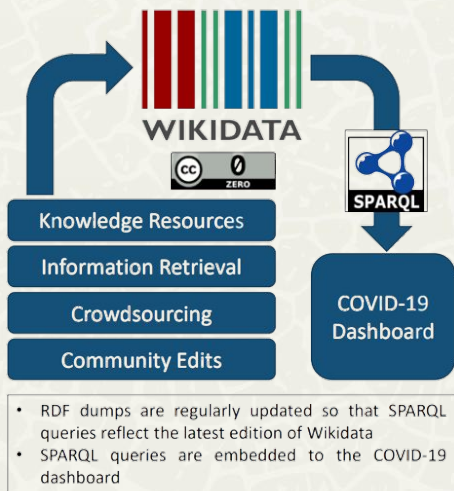 WIKIDATA
cc 0
ZERO
SPARQL
Knowledge Resources
Information Retrieval
Crowdsourcing
Community Edits
COVID-19
Dashboard
• RDF dumps are regularly updated so that SPARQL
queries reflect the latest edition of Wikidata
• SPARQL queries are embedded to the COVID-19
dashboard